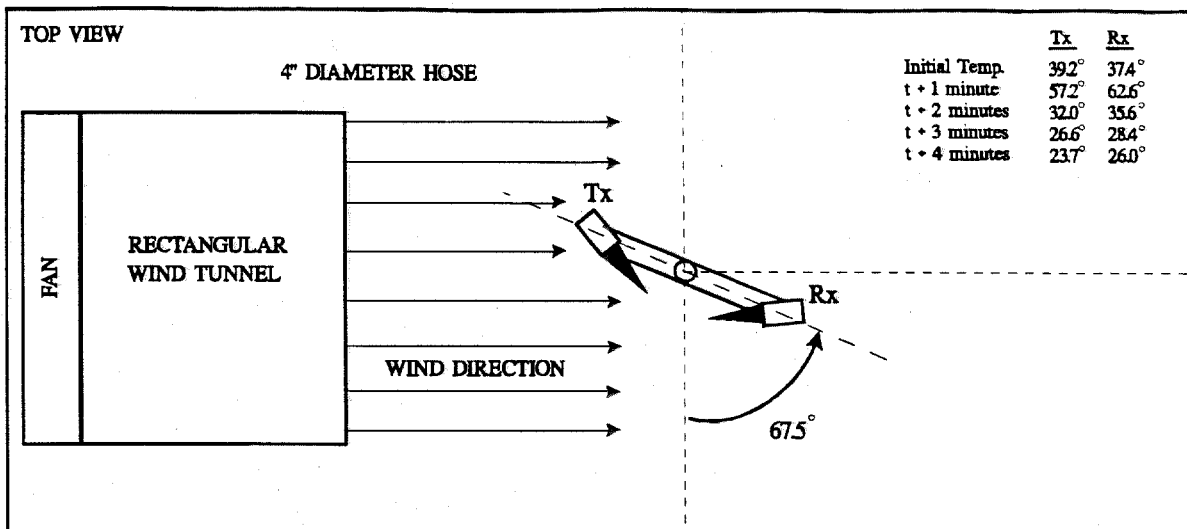 TOP VIEW
4" DIAMETER HOSE
Tx Rx
Initial Temp. 39.2° 37.4°
t + 1 minute 57.2° 62.6°
t + 2 minutes 32.0° 35.6°
t + 3 minutes 26.6° 28.4°
t + 4 minutes 23.7° 26.0°
FAN
RECTANGULAR
WIND TUNNEL
Tx
Rx
WIND DIRECTION
67.5°